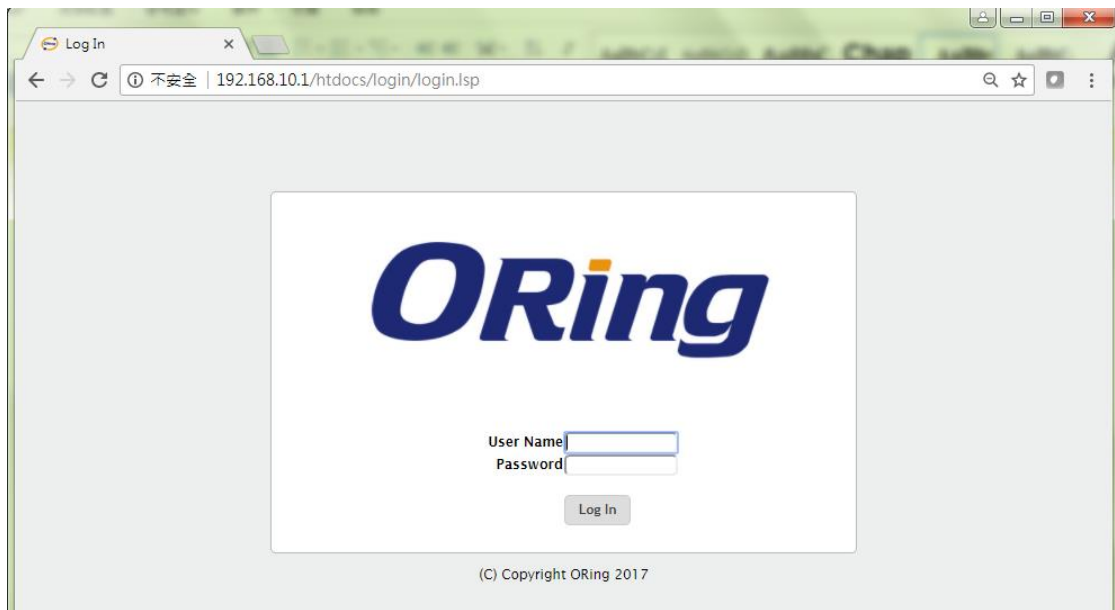 Log In
不安全 | 192.168.10.1/htdocs/login/login.lsp
ORing
User Name
Password
Log In
(C) Copyright ORing 2017